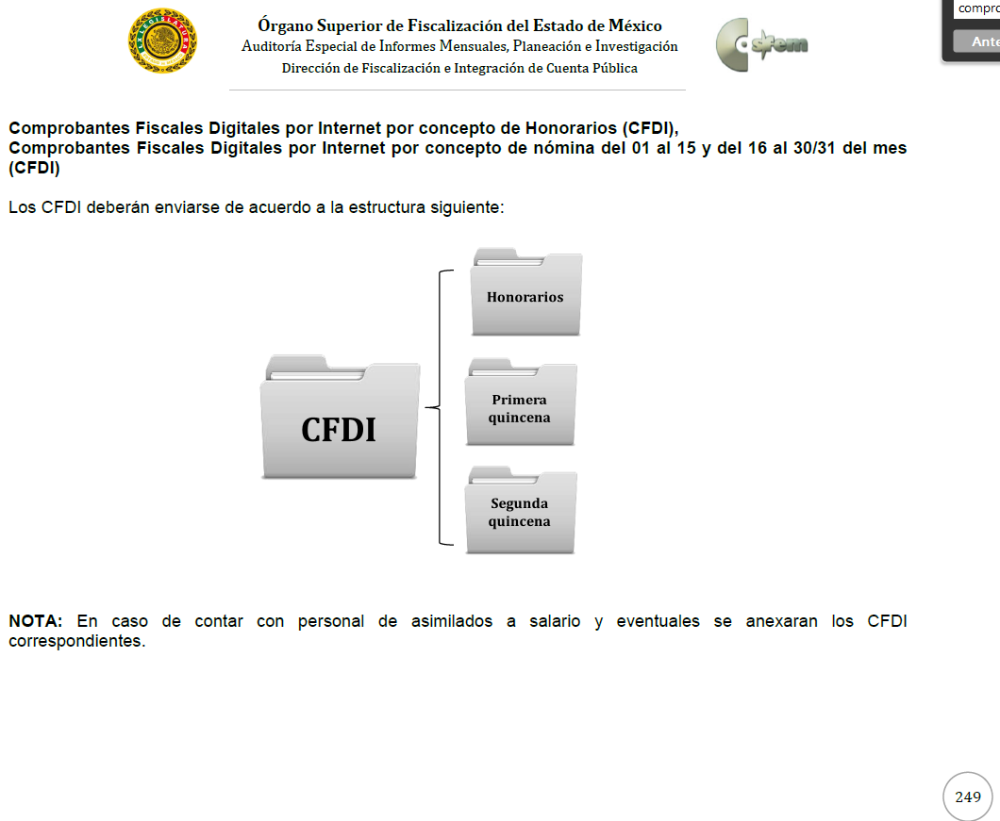 Órgano Superior de Fiscalización del Estado de México
Auditoría Especial de Informes Mensuales, Planeación e Investigación
Dirección de Fiscalización e Integración de Cuenta Pública
LIX LEGISLATURA
osfem
compro
Ante
Comprobantes Fiscales Digitales por Internet por concepto de Honorarios (CFDI),
Comprobantes Fiscales Digitales por Internet por concepto de nómina del 01 al 15 y del 16 al 30/31 del mes
(CFDI)
Los CFDI deberán enviarse de acuerdo a la estructura siguiente:
CFDI
Honorarios
Primera
quincena
Segunda
quincena
NOTA: En caso de contar con personal de asimilados a salario y eventuales se anexaran los CFDI
correspondientes.
249